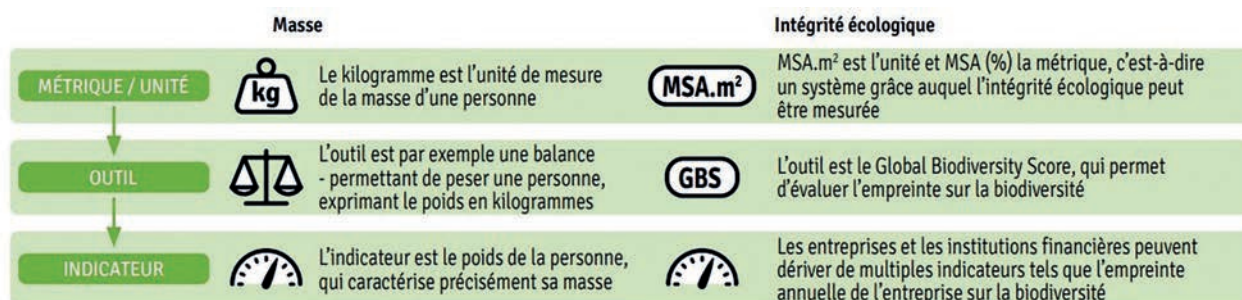 Masse
Intégrité écologique
MÉTRIQUE / UNITÉ
kg
Le kilogramme est l'unité de mesure
de la masse d'une personne
MSA.m²
MSA.m² est l'unité et MSA (%) la métrique, c'est-à-dire
un système grâce auquel l'intégrité écologique peut
être mesurée
OUTIL
L'outil est par exemple une balance
- permettant de peser une personne,
exprimant le poids en kilogrammes
GBS
L'outil est le Global Biodiversity Score, qui permet
d'évaluer l'empreinte sur la biodiversité
INDICATEUR
L'indicateur est le poids de la personne,
qui caractérise précisément sa masse
Les entreprises et les institutions financières peuvent
dériver de multiples indicateurs tels que l'empreinte
annuelle de l'entreprise sur la biodiversité